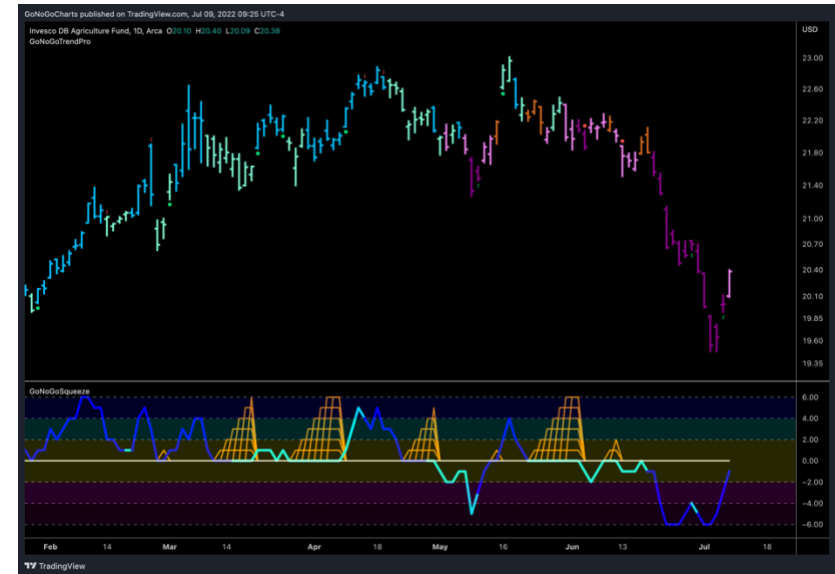 GoNoGoCharts published on TradingView.com, Jul 09, 2022 09:25 UTC-4
Invesco DB Agriculture Fund, 1D, Arca O20.10 H20.40 L20.09 C20.38
USD
GoNoGoTrendPro
23.00
22.60
22.20
21.80
21.40
21.00
20.70
20.40
20.10
19.85
19.60
19.35
GoNoGoSqueeze
6.00
4.00
2.00
0.00
−2.00
−4.00
−6.00
Feb 14 Mar 14 Apr 18 May 16 Jun 13 Jul 18
TradingView